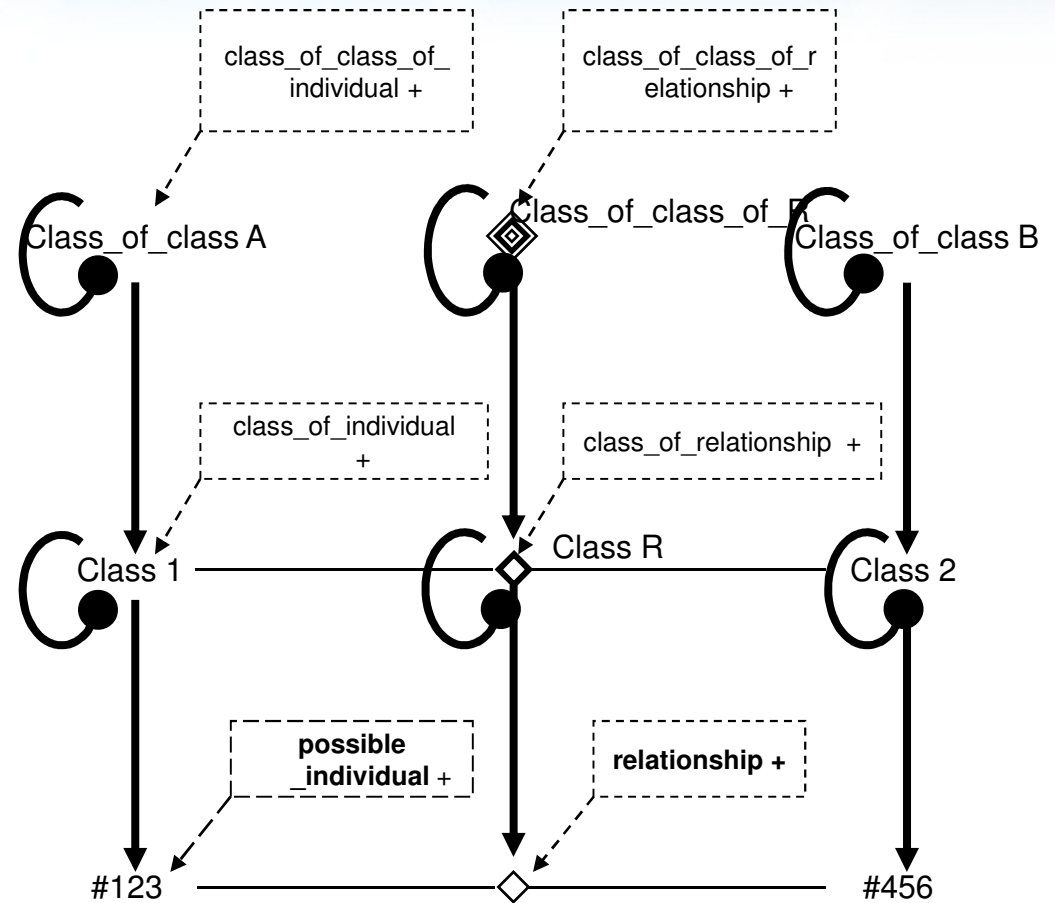 class_of_class_of_
individual +
class_of_class_of_r
elationship +
Class_of_class A
Class_of_class_of_R
Class_of_class B
class_of_individual
+
class_of_relationship +
Class 1
Class R
Class 2
possible
_individual +
relationship +
#123
#456